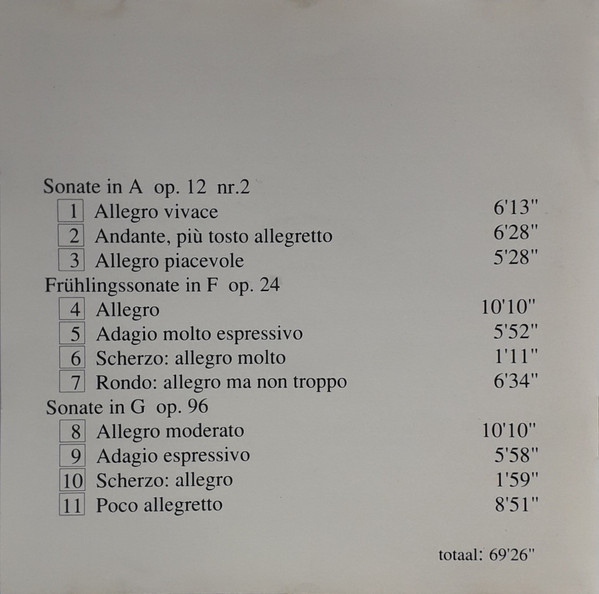 Sonate in A op. 12 nr.2
1 Allegro vivace 6'13"
2 Andante, più tosto allegretto 6'28"
3 Allegro piacevole 5'28"
Frühlingssonate in F op. 24
4 Allegro 10'10"
5 Adagio molto espressivo 5'52"
6 Scherzo: allegro molto 1'11"
7 Rondo: allegro ma non troppo 6'34"
Sonate in G op. 96
8 Allegro moderato 10'10"
9 Adagio espressivo 5'58"
10 Scherzo: allegro 1'59"
11 Poco allegretto 8'51"
totaal: 69'26"